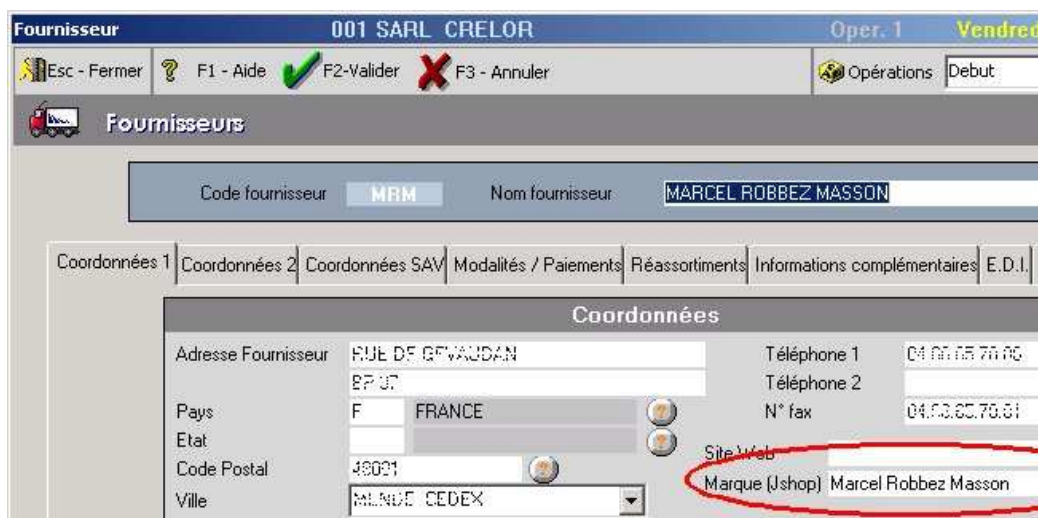 Fournisseur 001 SARL CRELOR Oper. 1 Vendred
Esc - Fermer F1 - Aide F2-Valider F3 - Annuler Opérations Debut
Fournisseurs
Code fournisseur MRM Nom fournisseur MARCEL ROBBEZ MASSON
Coordonnées 1 Coordonnées 2 Coordonnées SAV Modalités / Paiements Réassortiments Informations complémentaires E.D.I.
Coordonnées
Adresse Fournisseur RUE DE GEVAUDAN Téléphone 1
Téléphone 2
Pays F FRANCE N° fax
Etat
Site Web
Code Postal
Marque (Jshop) Marcel Robbez Masson
Ville MENDE CEDEX